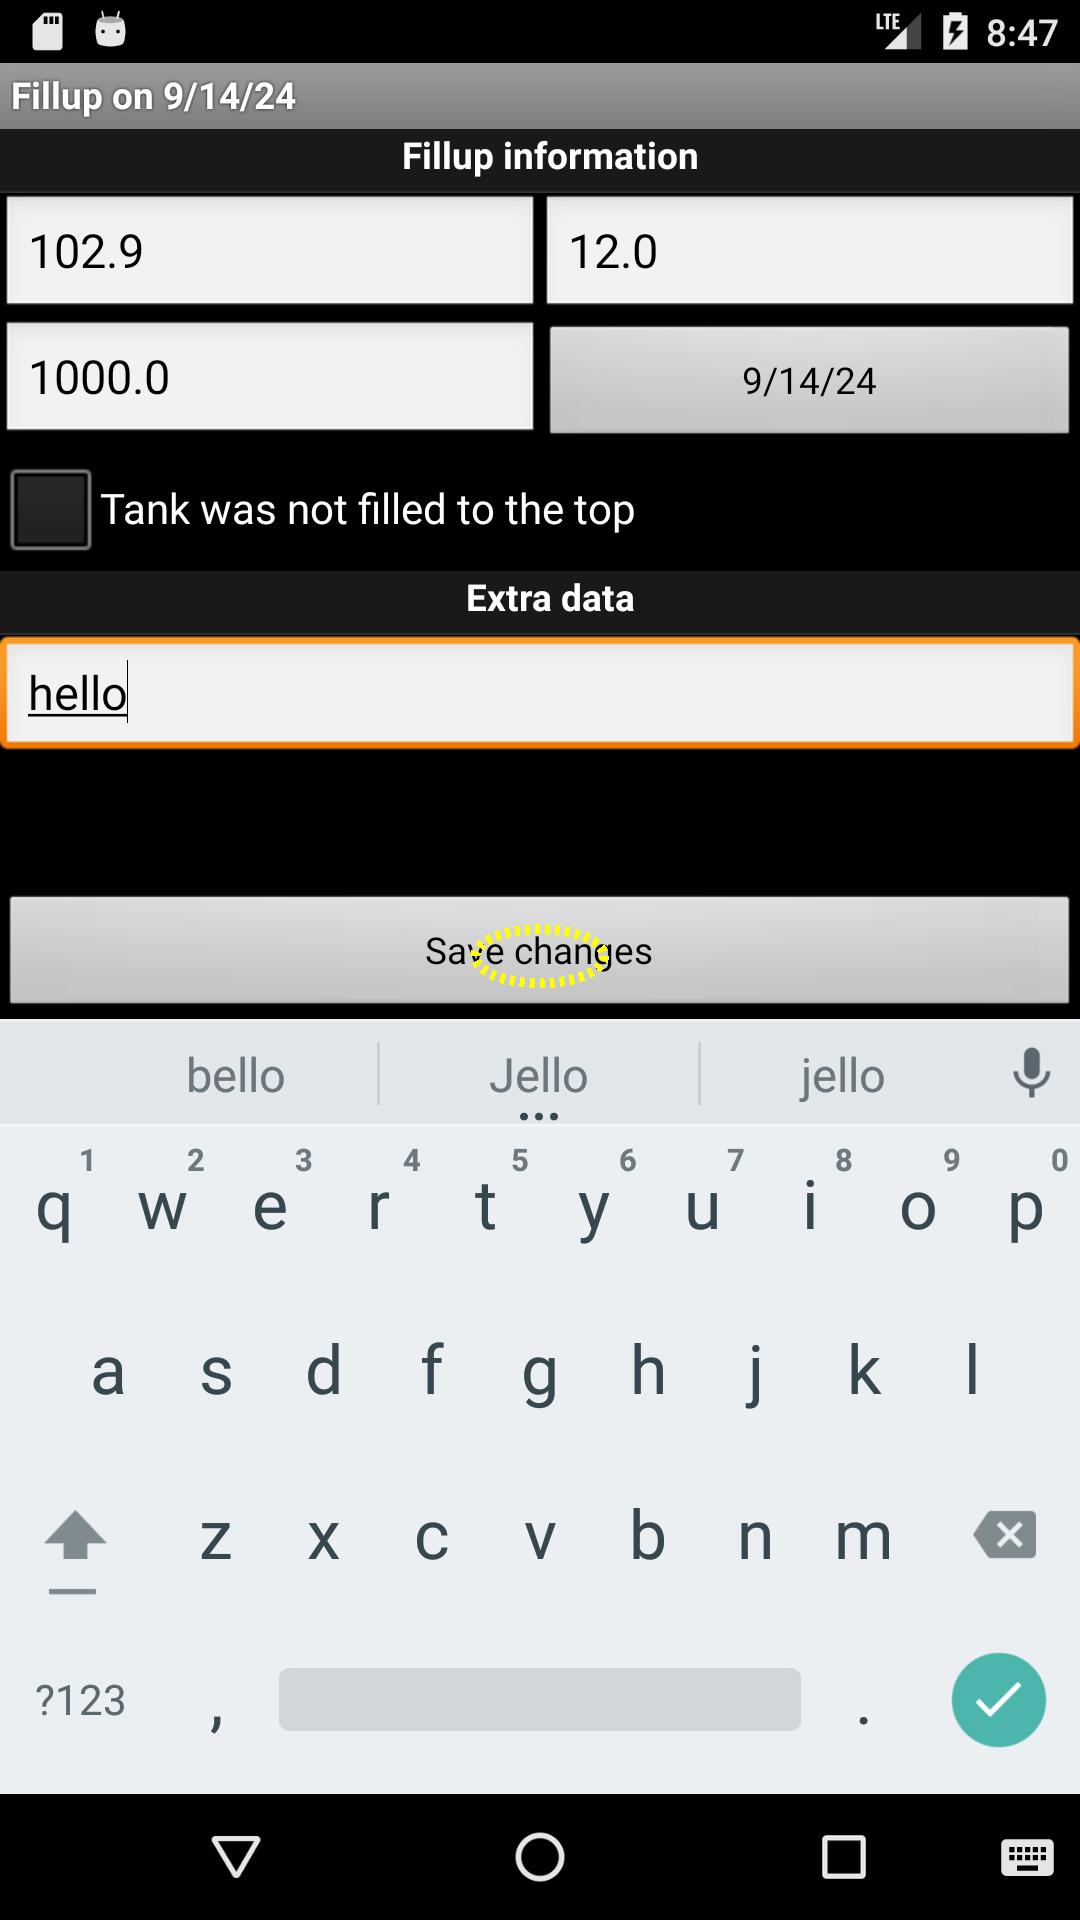 LTE 8:47
Fillup on 9/14/24
Fillup information
102.9 12.0
1000.0 9/14/24
Tank was not filled to the top
Extra data
hello
Save changes
bello Jello jello
1 2 3 4 5 6 7 8 9 0
q w e r t y u i o p
a s d f g h j k l
z x c v b n m
?123 , .